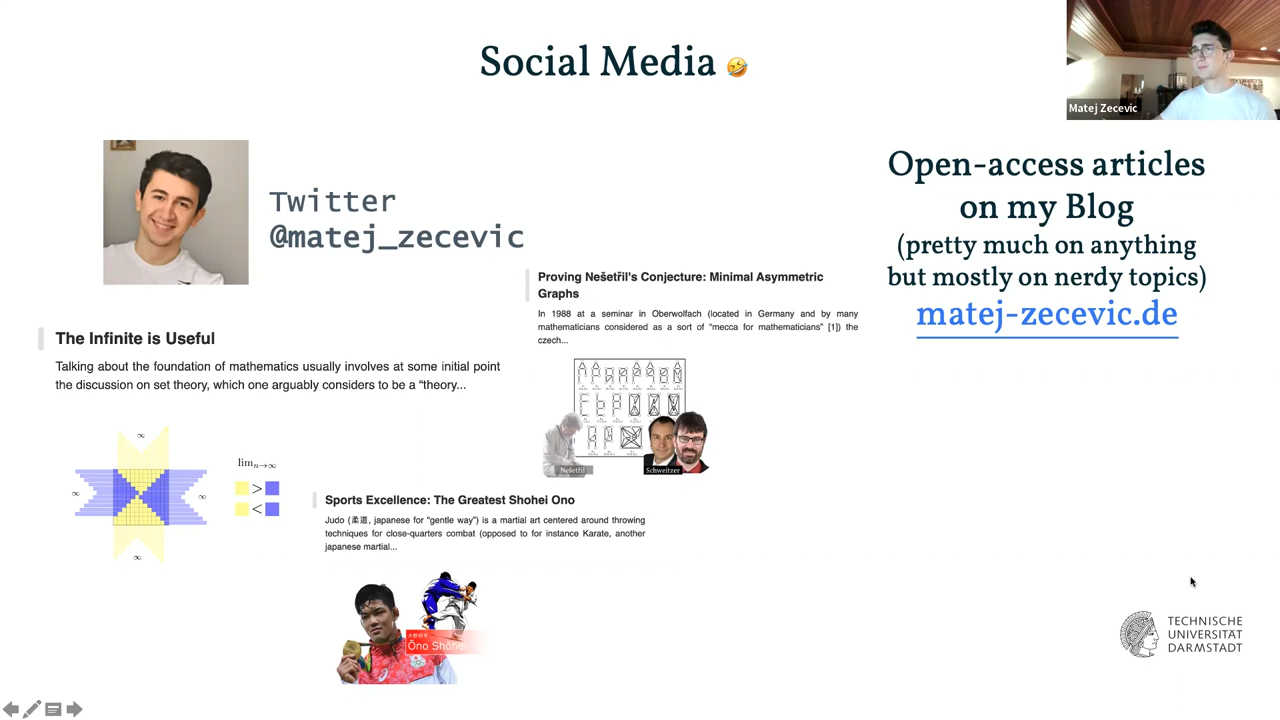 Social Media 🤣
Matej Zecevic
Twitter
@matej_zecevic
Open-access articles
on my Blog
(pretty much on anything
but mostly on nerdy topics)
matej-zecevic.de
Proving Nešetřil's Conjecture: Minimal Asymmetric
Graphs
In 1988 at a seminar in Oberwolfach (located in Germany and by many
mathematicians considered as a sort of “mecca for mathematicians” [1]) the
czech...
Nešetřil
Schweitzer
The Infinite is Useful
Talking about the foundation of mathematics usually involves at some initial point
the discussion on set theory, which one arguably considers to be a “theory...
∞
∞
∞
∞
lim n→∞
>
<
Sports Excellence: The Greatest Shohei Ono
Judo (柔道, japanese for “gentle way”) is a martial art centered around throwing
techniques for close-quarters combat (opposed to for instance Karate, another
japanese martial...
大野将平
Ōno Shōhei
TECHNISCHE
UNIVERSITÄT
DARMSTADT